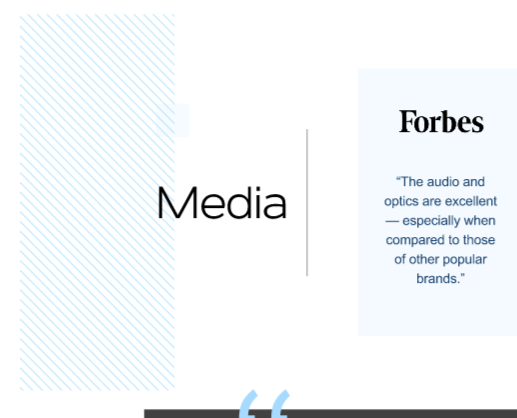 Media
Forbes
“The audio and
optics are excellent
— especially when
compared to those
of other popular
brands.”
“